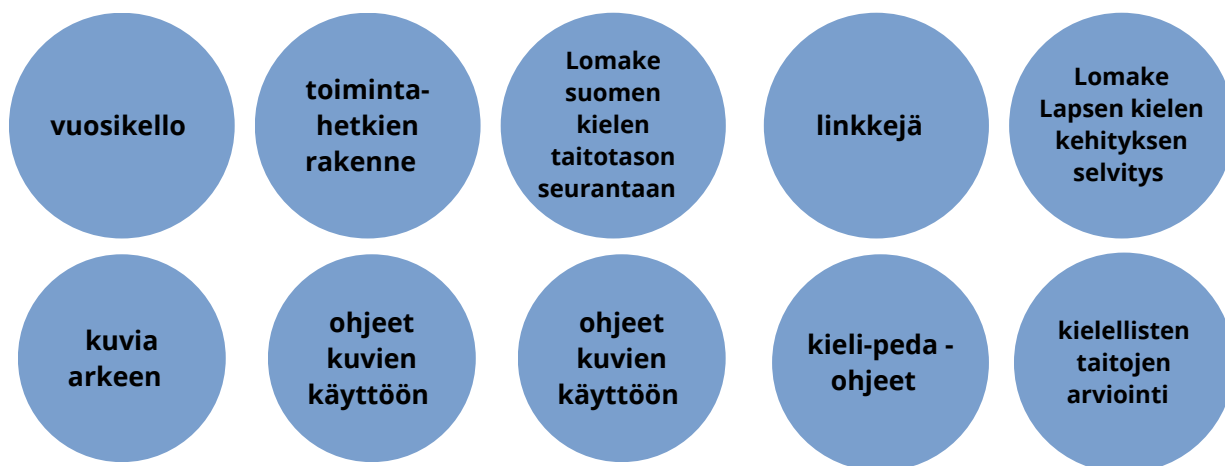 vuosikello
toiminta-
hetkien
rakenne
Lomake
suomen
kielen
taitotason
seurantaan
linkkejä
Lomake
Lapsen kielen
kehityksen
selvitys
kuvia
arkeen
ohjeet
kuvien
käyttöön
ohjeet
kuvien
käyttöön
kieli-peda -
ohjeet
kielellisten
taitojen
arviointi